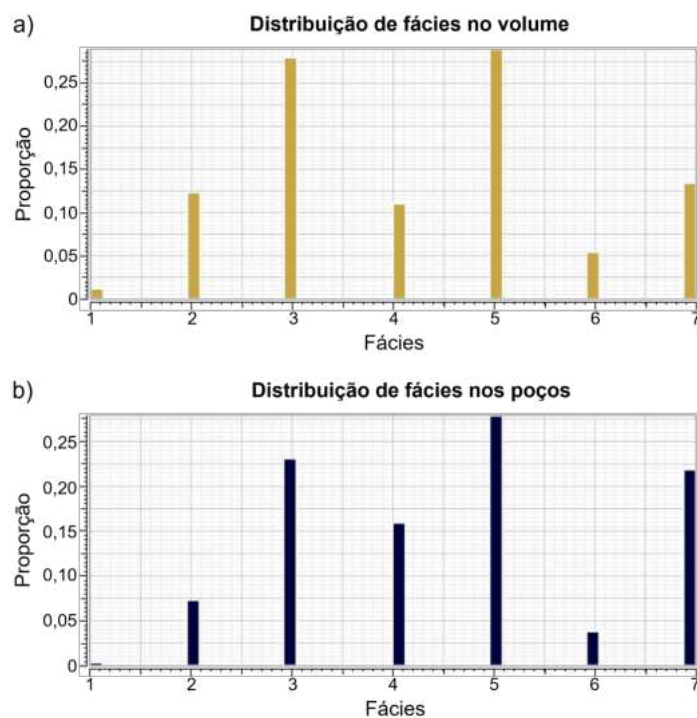 a)
Distribuição de fácies no volume
Proporção
0,25
0,20
0,15
0,10
0,05
0
1 2 3 4 5 6 7
Fácies
b)
Distribuição de fácies nos poços
Proporção
0,25
0,20
0,15
0,10
0,05
0
1 2 3 4 5 6 7
Fácies